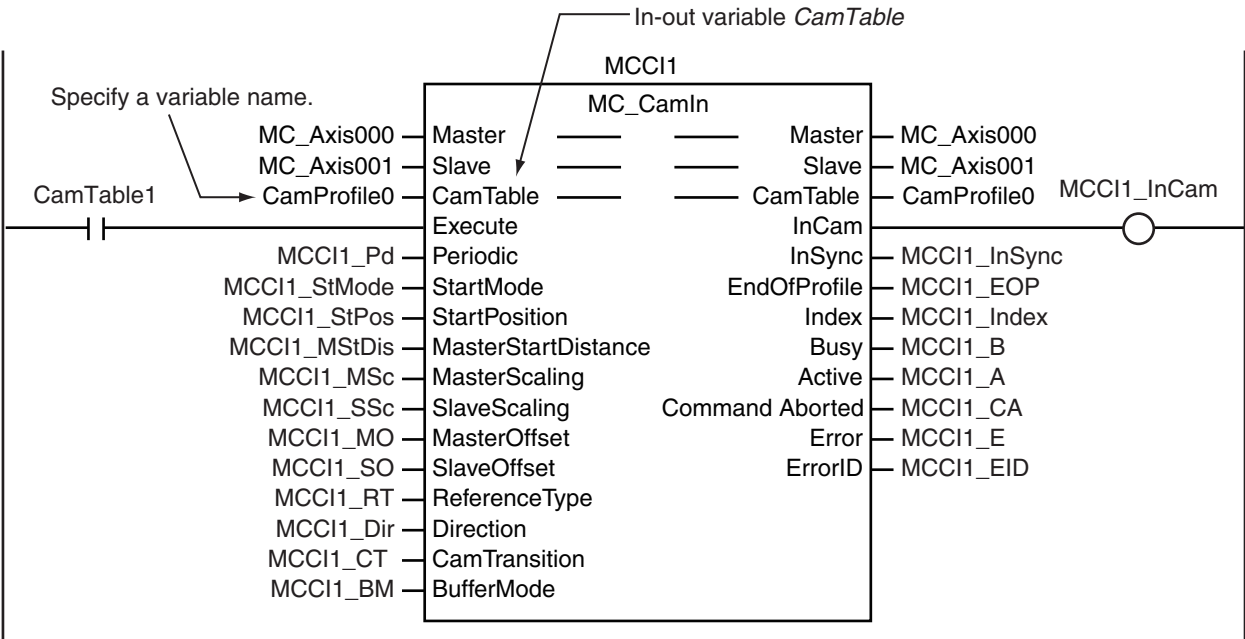 In-out variable CamTable
MCCI1
Specify a variable name.
MC_CamIn
MC_Axis000 Master Master MC_Axis000
MC_Axis001 Slave Slave MC_Axis001
CamTable1 CamProfile0 CamTable CamTable CamProfile0 MCCI1_InCam
Execute InCam
MCCI1_Pd Periodic InSync MCCI1_InSync
MCCI1_StMode StartMode EndOfProfile MCCI1_EOP
MCCI1_StPos StartPosition Index MCCI1_Index
MCCI1_MStDis MasterStartDistance Busy MCCI1_B
MCCI1_MSc MasterScaling Active MCCI1_A
MCCI1_SSc SlaveScaling Command Aborted MCCI1_CA
MCCI1_MO MasterOffset Error MCCI1_E
MCCI1_SO SlaveOffset ErrorID MCCI1_EID
MCCI1_RT ReferenceType
MCCI1_Dir Direction
MCCI1_CT CamTransition
MCCI1_BM BufferMode